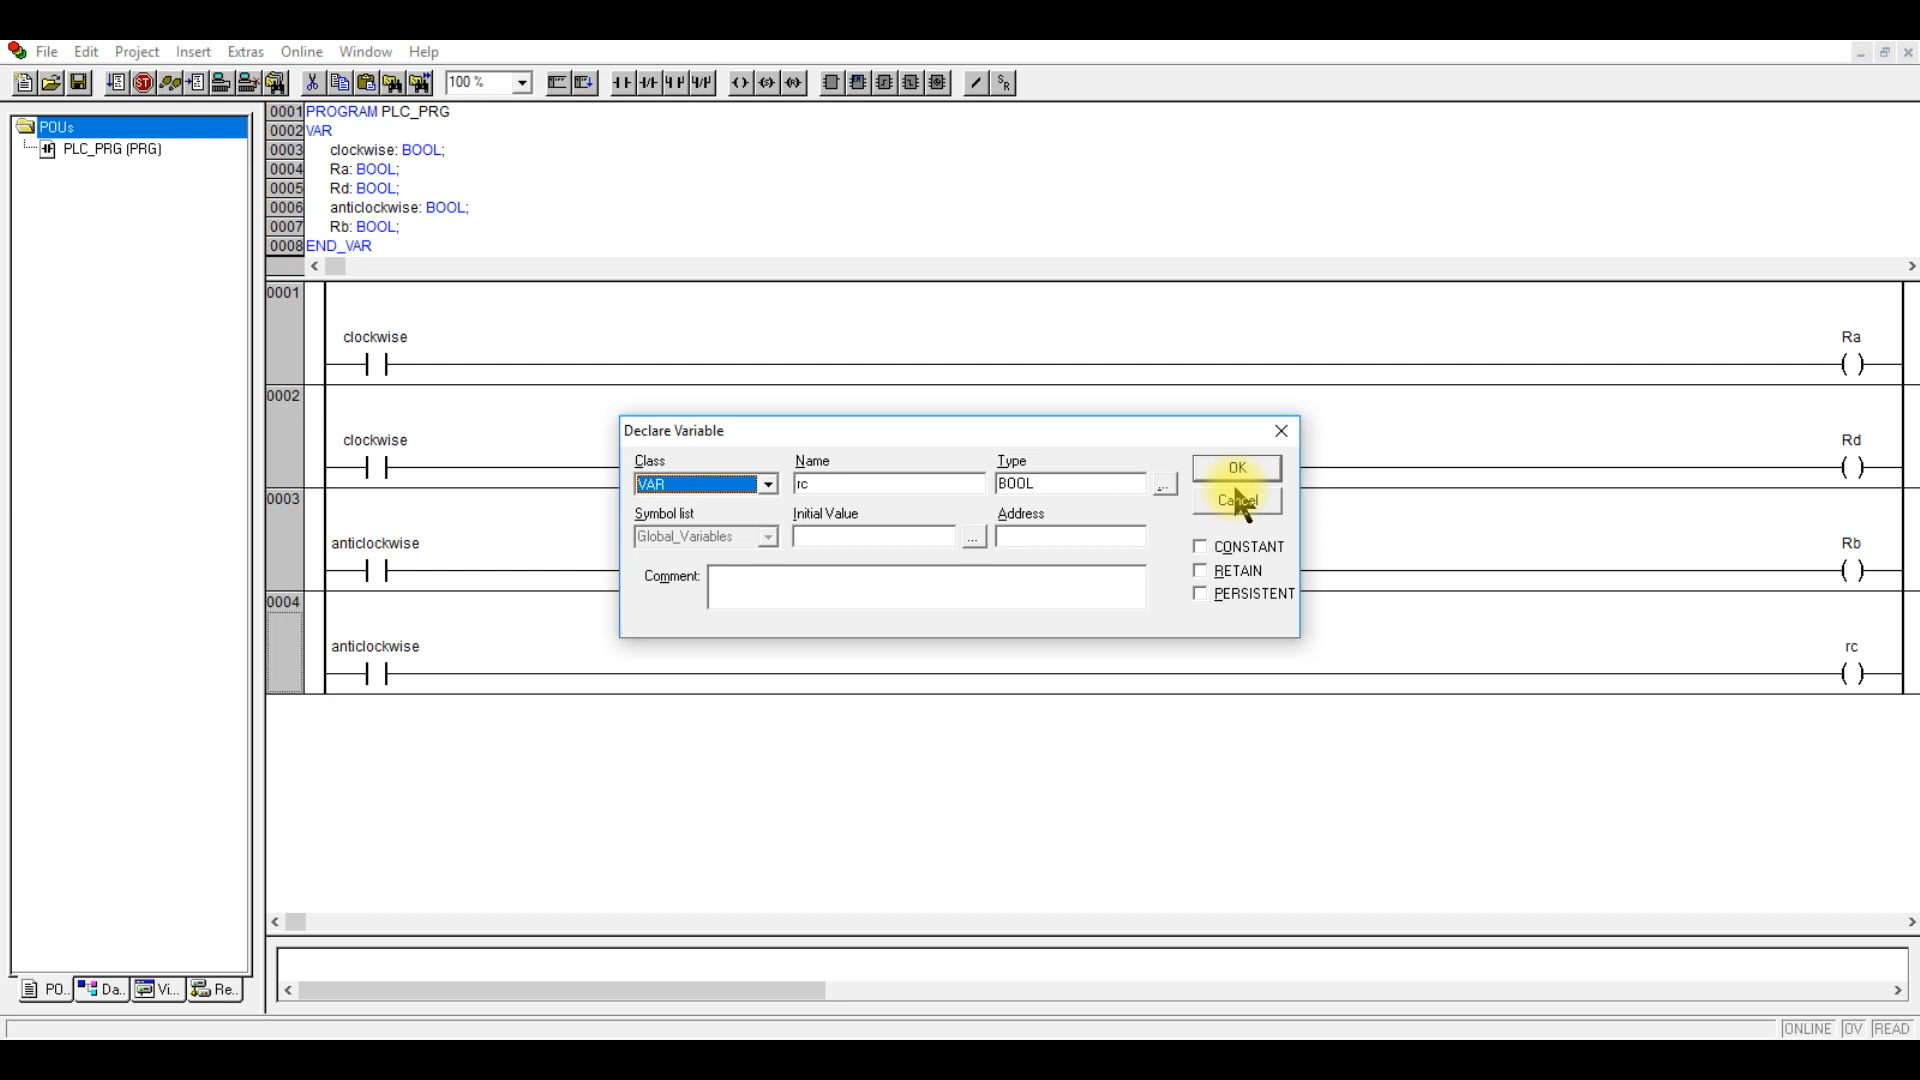 File Edit Project Insert Extras Online Window Help
100 %
POUs
PLC_PRG (PRG)
0001 PROGRAM PLC_PRG
0002 VAR
0003 clockwise: BOOL;
0004 Ra: BOOL;
0005 Rd: BOOL;
0006 anticlockwise: BOOL;
0007 Rb: BOOL;
0008 END_VAR
0001
clockwise Ra
0002
clockwise Rd
0003
anticlockwise Rb
0004
anticlockwise rc
Declare Variable
Class Name Type
VAR rc BOOL ... OK
Cancel
Symbol list Initial Value Address
Global_Variables ...
CONSTANT
Comment: RETAIN
PERSISTENT
PO.. Da.. Vi... Re..
ONLINE OV READ